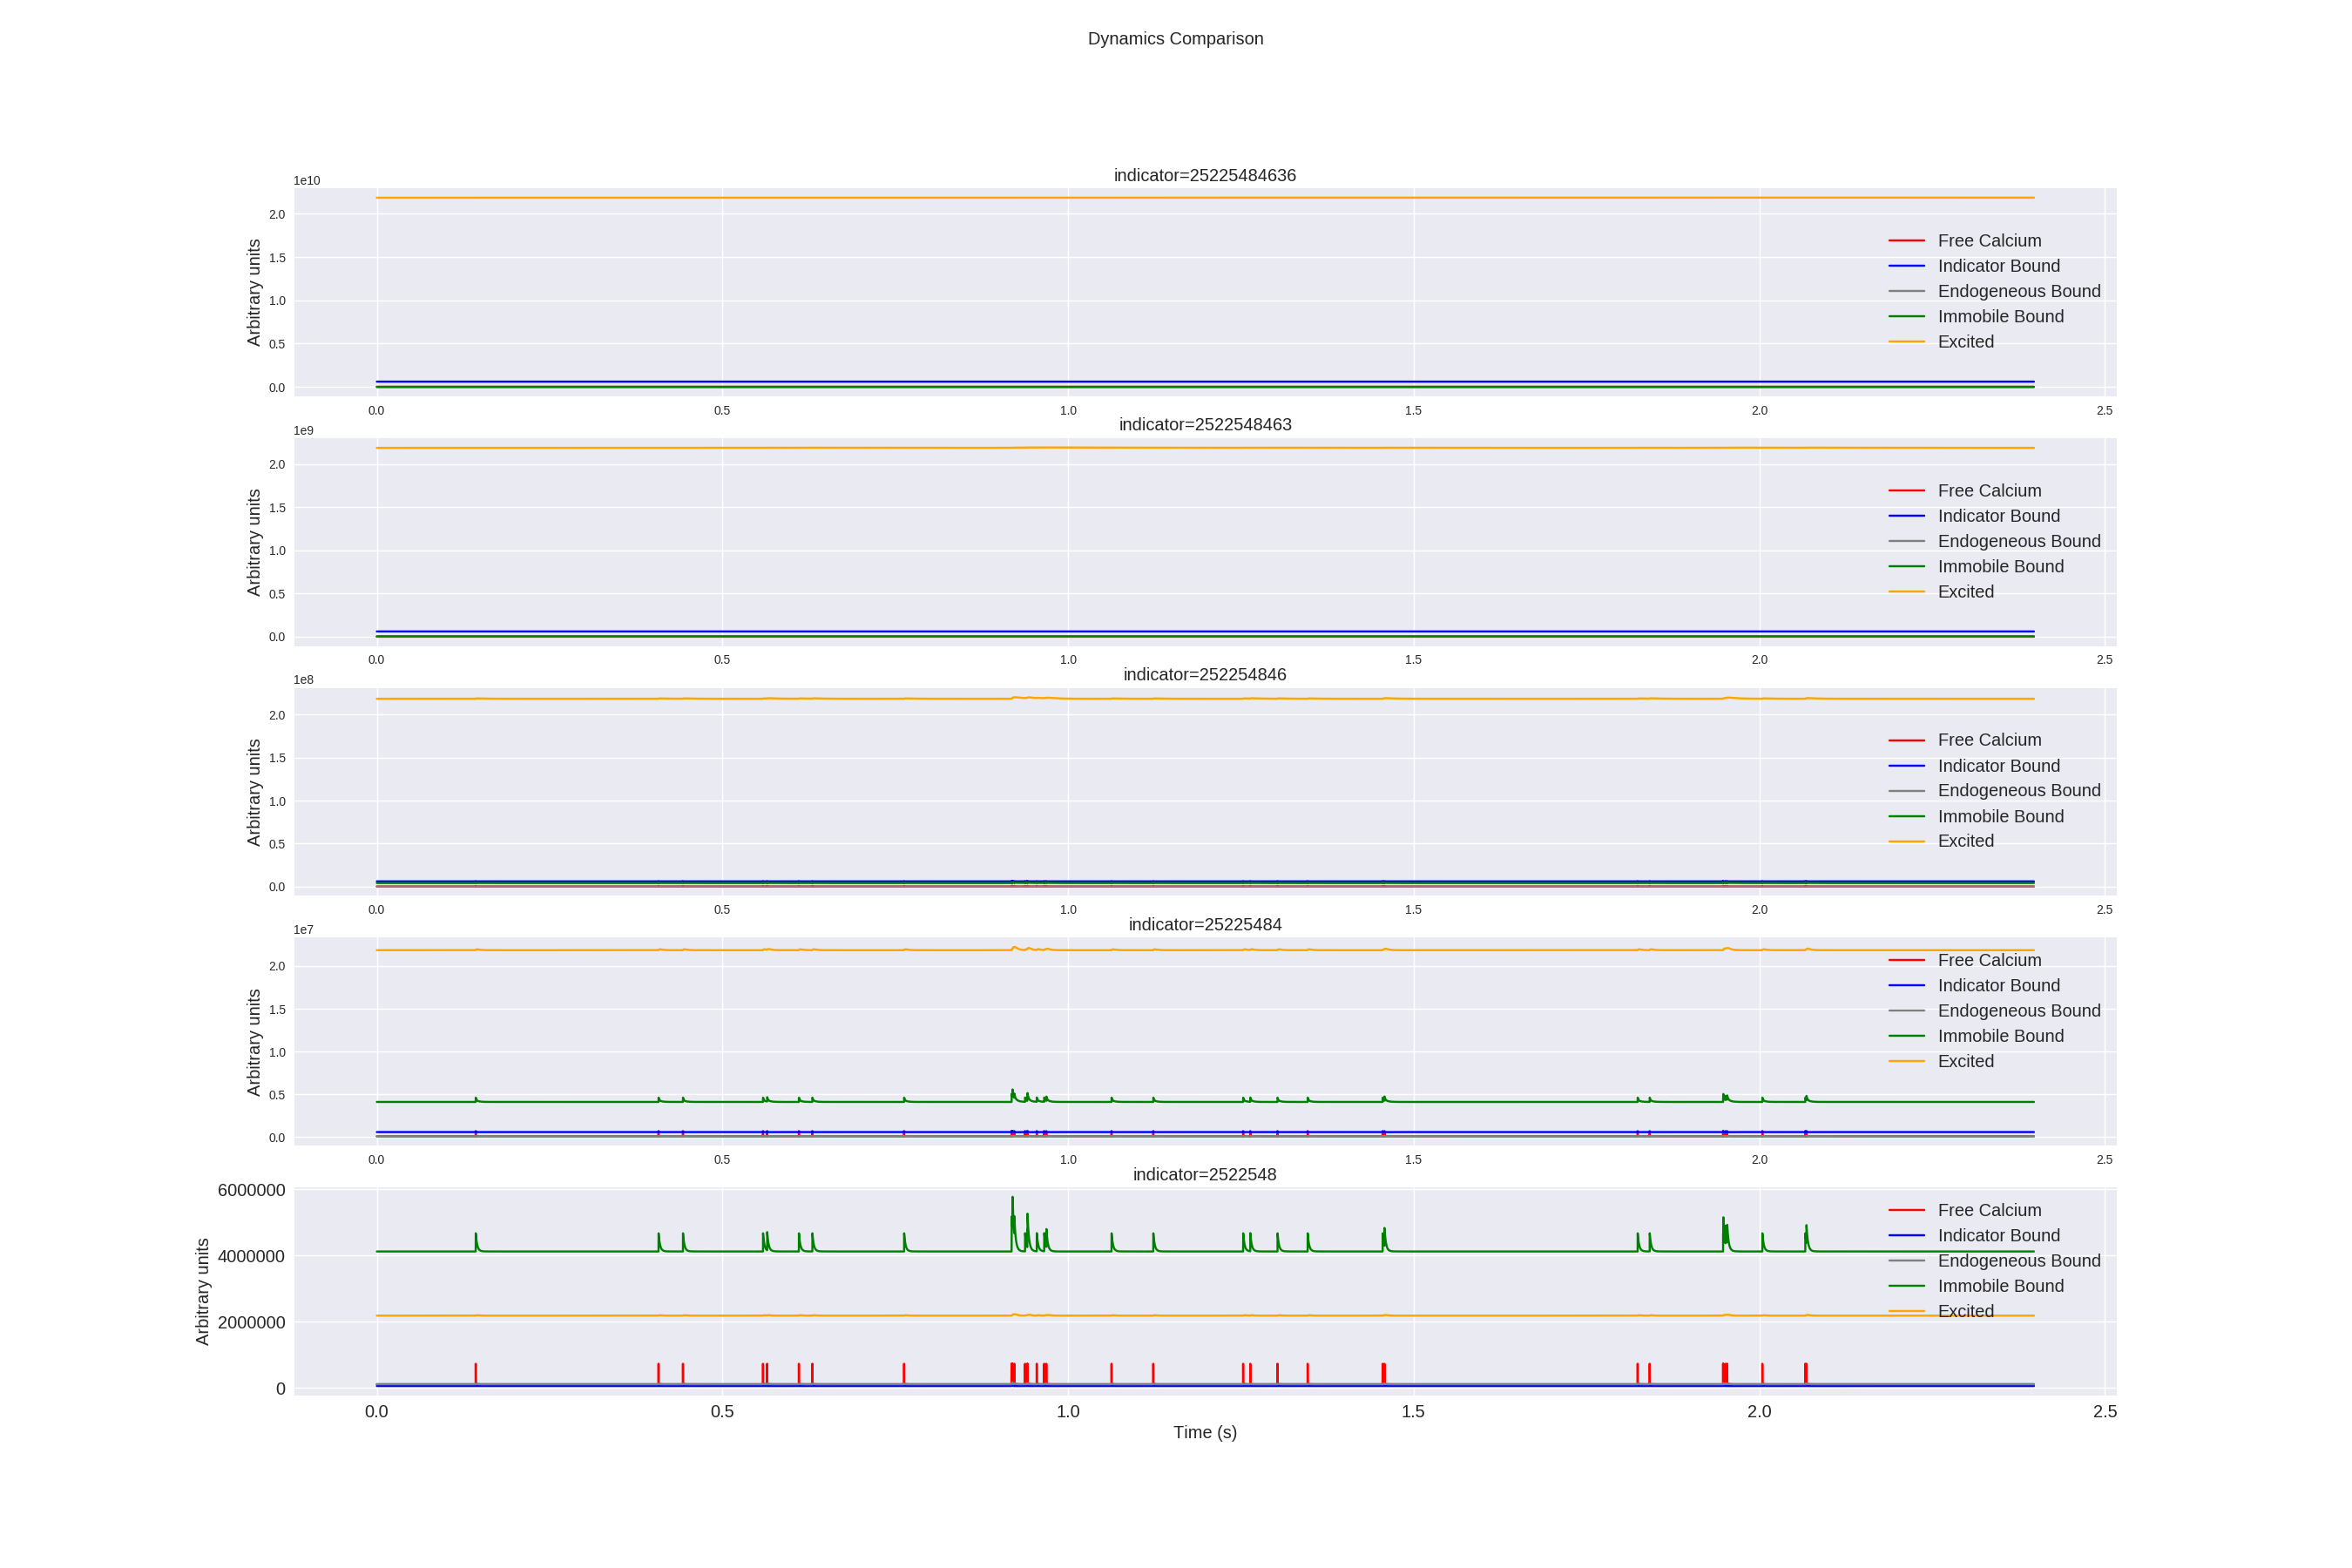 Dynamics Comparison
indicator=25225484636
1e10
2.0
1.5
1.0
0.5
0.0
Arbitrary units
Free Calcium
Indicator Bound
Endogeneous Bound
Immobile Bound
Excited
0.0 0.5 1.0 1.5 2.0 2.5
indicator=2522548463
1e9
2.0
1.5
1.0
0.5
0.0
Arbitrary units
Free Calcium
Indicator Bound
Endogeneous Bound
Immobile Bound
Excited
0.0 0.5 1.0 1.5 2.0 2.5
indicator=252254846
1e8
2.0
1.5
1.0
0.5
0.0
Arbitrary units
Free Calcium
Indicator Bound
Endogeneous Bound
Immobile Bound
Excited
0.0 0.5 1.0 1.5 2.0 2.5
indicator=25225484
1e7
2.0
1.5
1.0
0.5
0.0
Arbitrary units
Free Calcium
Indicator Bound
Endogeneous Bound
Immobile Bound
Excited
0.0 0.5 1.0 1.5 2.0 2.5
indicator=2522548
6000000
4000000
2000000
0
Arbitrary units
Free Calcium
Indicator Bound
Endogeneous Bound
Immobile Bound
Excited
0.0 0.5 1.0 1.5 2.0 2.5
Time (s)